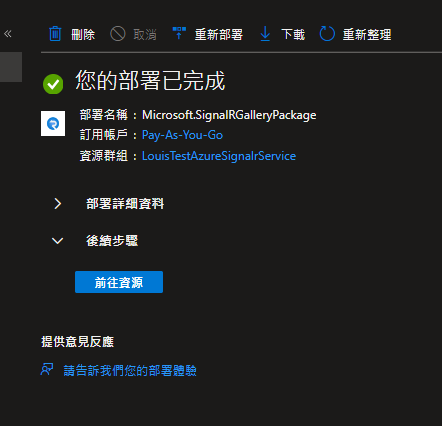 « 刪除 取消 重新部署 下載 重新整理
您的部署已完成
部署名稱 : Microsoft.SignalRGalleryPackage
訂用帳戶 : Pay-As-You-Go
資源群組 : LouisTestAzureSignalrService
部署詳細資料
後續步驟
前往資源
提供意見反應
請告訴我們您的部署體驗